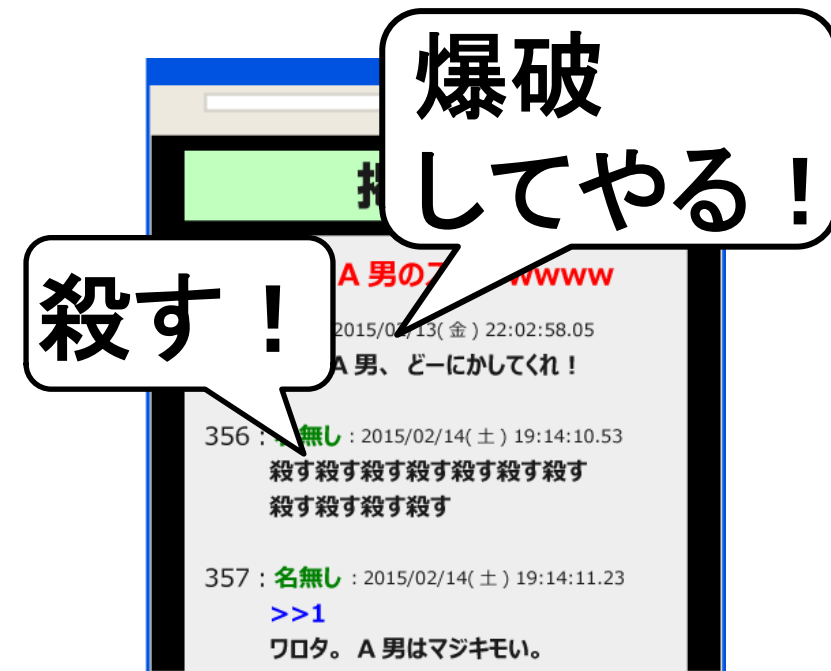 爆破
してやる！
殺す！
A 男の
wwww
13( 金 ) 22:02:58.05
A 男、 どーにかしてくれ！
356 : 無し : 2015/02/14( 土 ) 19:14:10.53
殺す殺す殺す殺す殺す殺す殺す
殺す殺す殺す殺す
357 : 名無し : 2015/02/14( 土 ) 19:14:11.23
>>1
ワロタ。 A 男はマジキモい。